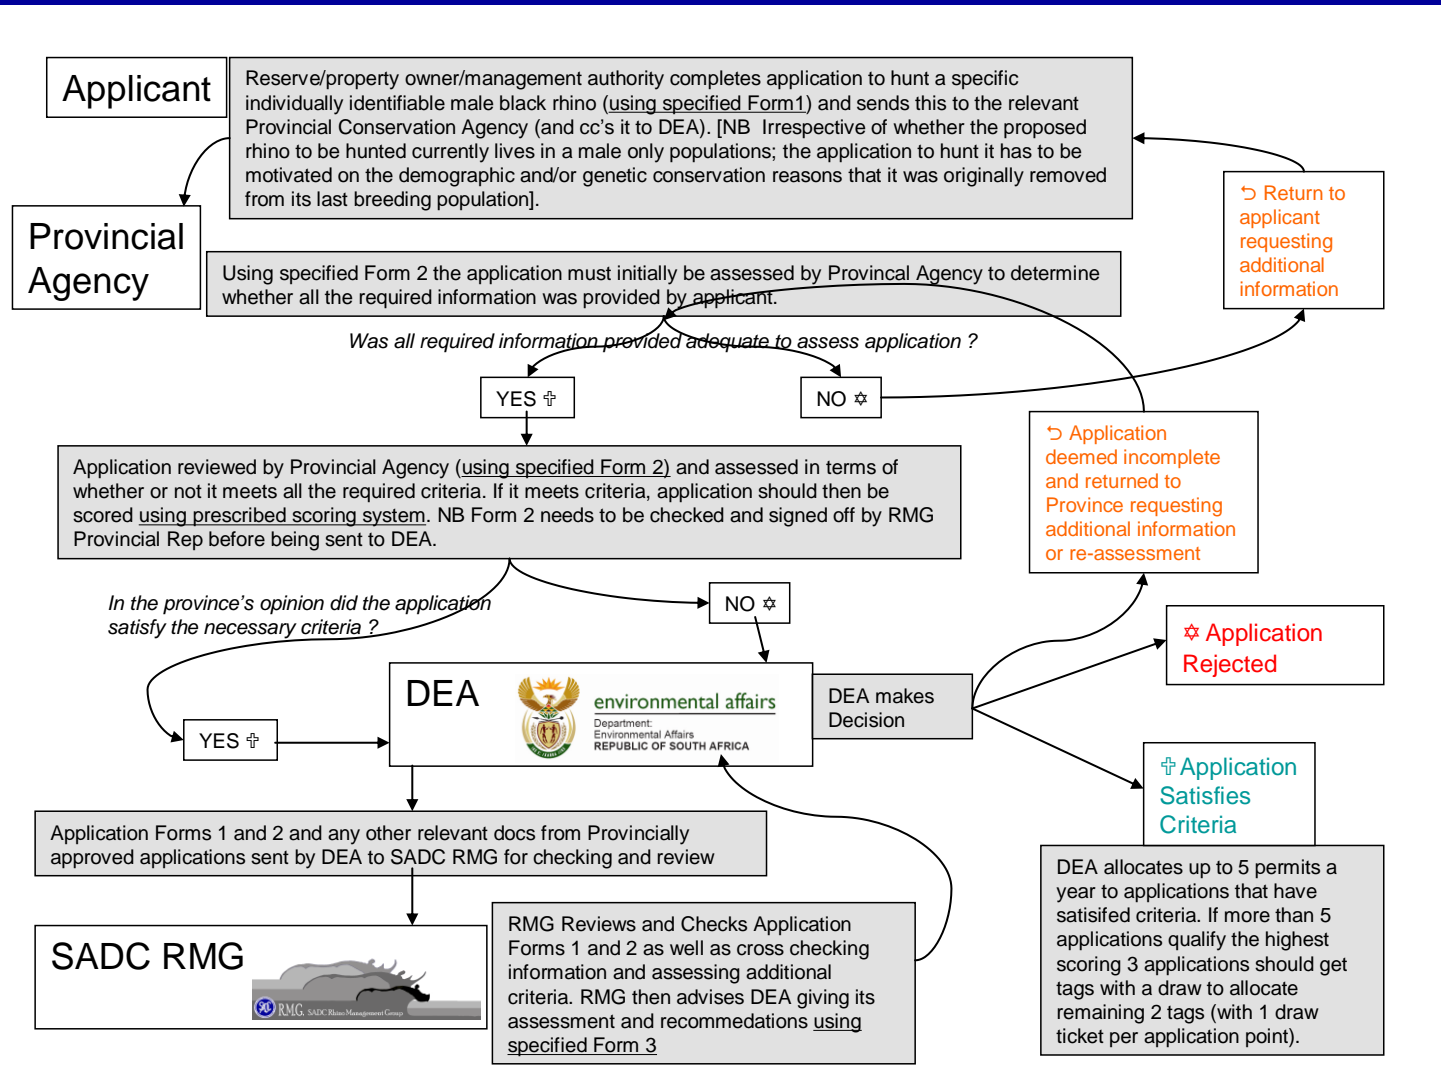 Applicant
Reserve/property owner/management authority completes application to hunt a specific
individually identifiable male black rhino (using specified Form1) and sends this to the relevant
Provincial Conservation Agency (and cc's it to DEA). [NB  Irrespective of whether the proposed
rhino to be hunted currently lives in a male only populations; the application to hunt it has to be
motivated on the demographic and/or genetic conservation reasons that it was originally removed
from its last breeding population].
⮌ Return to
applicant
requesting
additional
information
Provincial
Agency
Using specified Form 2 the application must initially be assessed by Provincal Agency to determine
whether all the required information was provided by applicant.
Was all required information provided adequate to assess application ?
YES ✞
NO ✡
⮌ Application
deemed incomplete
and returned to
Province requesting
additional information
or re-assessment
Application reviewed by Provincial Agency (using specified Form 2) and assessed in terms of
whether or not it meets all the required criteria. If it meets criteria, application should then be
scored using prescribed scoring system. NB Form 2 needs to be checked and signed off by RMG
Provincial Rep before being sent to DEA.
In the province's opinion did the application
satisfy the necessary criteria ?
NO ✡
YES ✞
DEA
environmental affairs
Department:
Environmental Affairs
REPUBLIC OF SOUTH AFRICA
DEA makes
Decision
✡ Application
Rejected
✞ Application
Satisfies
Criteria
DEA allocates up to 5 permits a
year to applications that have
satisifed criteria. If more than 5
applications qualify the highest
scoring 3 applications should get
tags with a draw to allocate
remaining 2 tags (with 1 draw
ticket per application point).
Application Forms 1 and 2 and any other relevant docs from Provincially
approved applications sent by DEA to SADC RMG for checking and review
SADC RMG
RMG. SADC Rhino Management Group
RMG Reviews and Checks Application
Forms 1 and 2 as well as cross checking
information and assessing additional
criteria. RMG then advises DEA giving its
assessment and recommedations using
specified Form 3